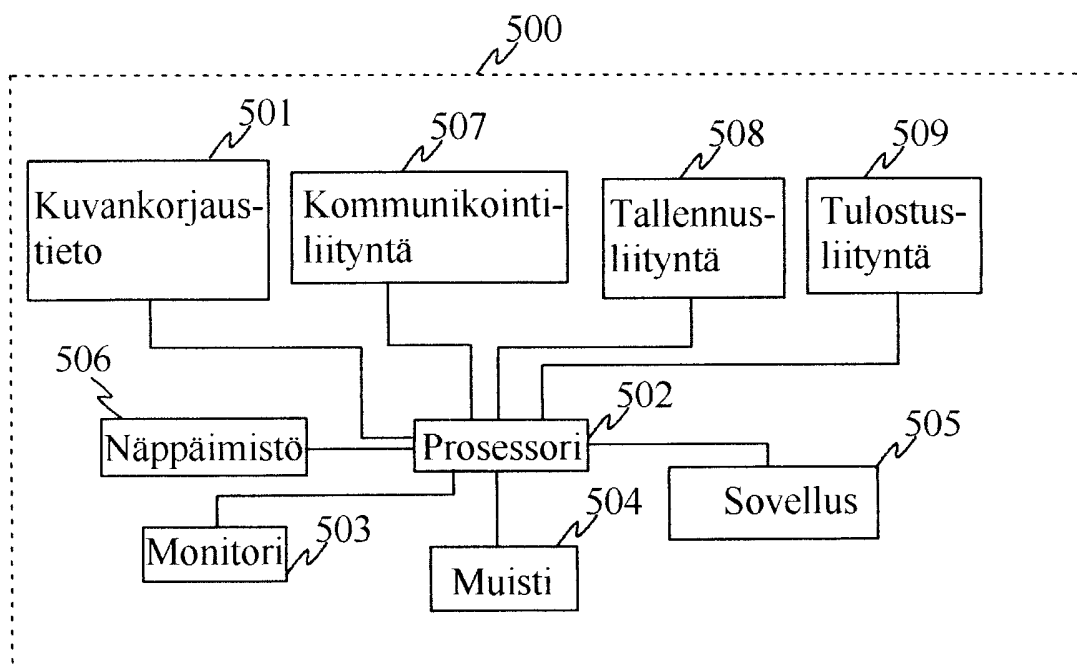 500
501
507
508
509
Kuvankorjaus-
tieto
Kommunikointi-
liityntä
Tallennus-
liityntä
Tulostus-
liityntä
506
502
505
Näppäimistö
Prosessori
Sovellus
503
504
Monitori
Muisti